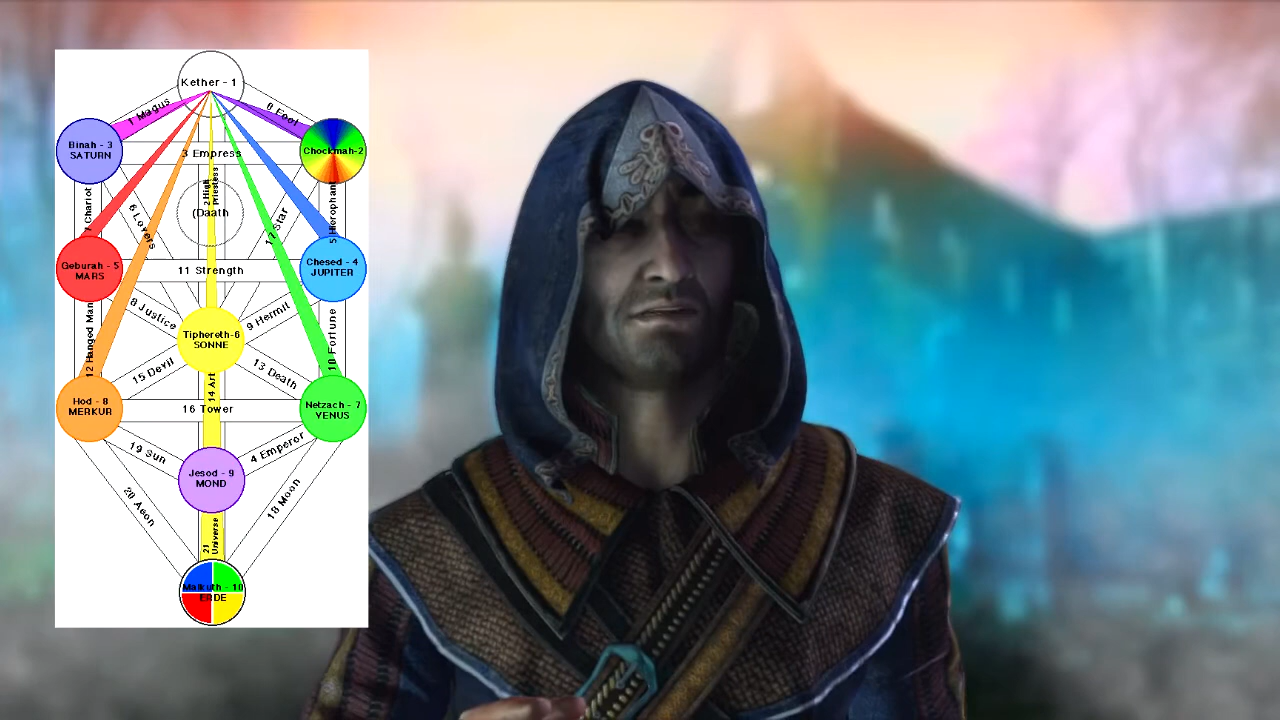 Kether - 1
1 Magus
0 Fool
Binah - 3
SATURN
Chockmah-2
3 Empress
2 High
Priestess
7 Chariot
6 Lovers
(Daath
17 Star
5 Hierophant
Geburah - 5
MARS
11 Strength
Chesed - 4
JUPITER
8 Justice
9 Hermit
Tiphereth-6
SONNE
12 Hanged Man
10 Fortune
15 Devil
13 Death
14 Art
Hod - 8
MERKUR
16 Tower
Netzach - 7
VENUS
19 Sun
4 Emperor
Jesod - 9
MOND
20 Aeon
18 Moon
21
Universe
Malkuth - 10
ERDE